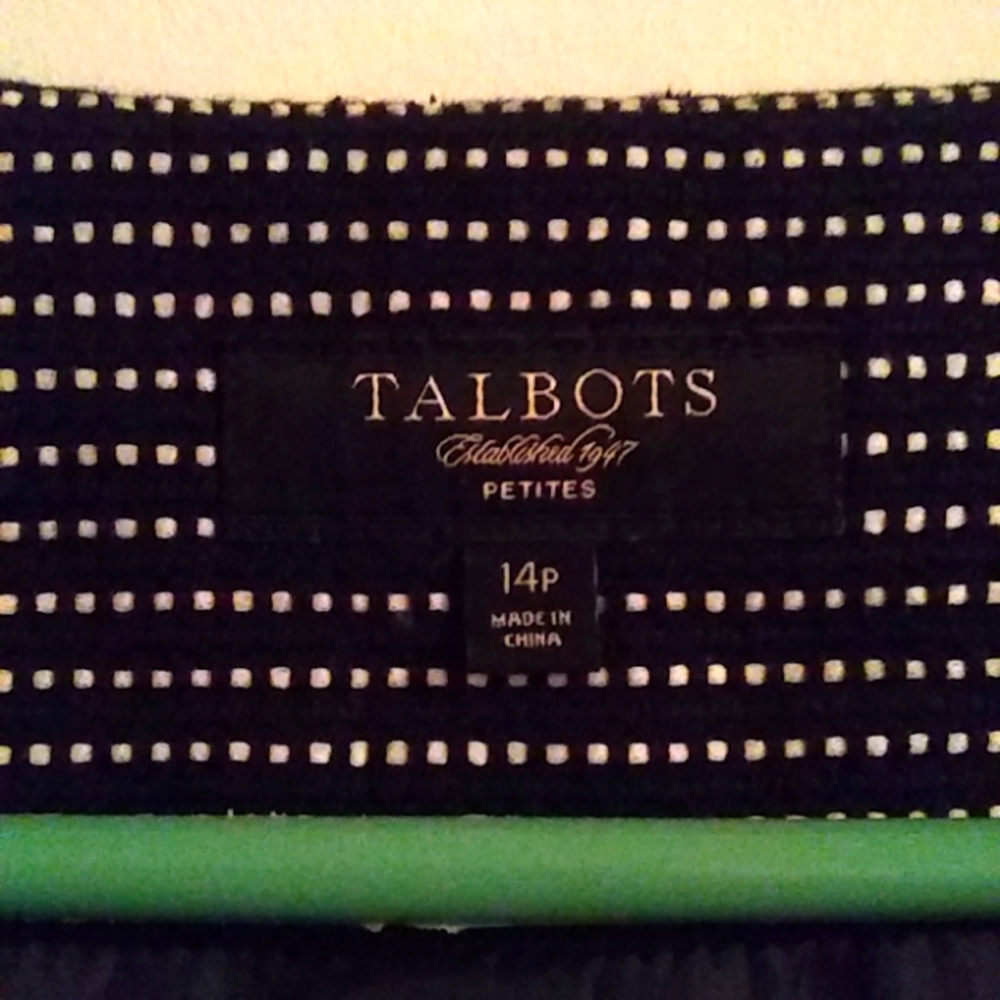 TALBOTS
Established 1947
PETITES
14P
MADE IN
CHINA